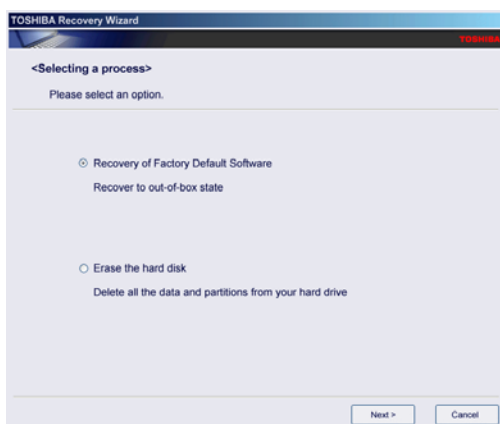 TOSHIBA Recovery Wizard
TOSHIBA
<Selecting a process>
Please select an option.
Recovery of Factory Default Software
Recover to out-of-box state
Erase the hard disk
Delete all the data and partitions from your hard drive
Next >
Cancel